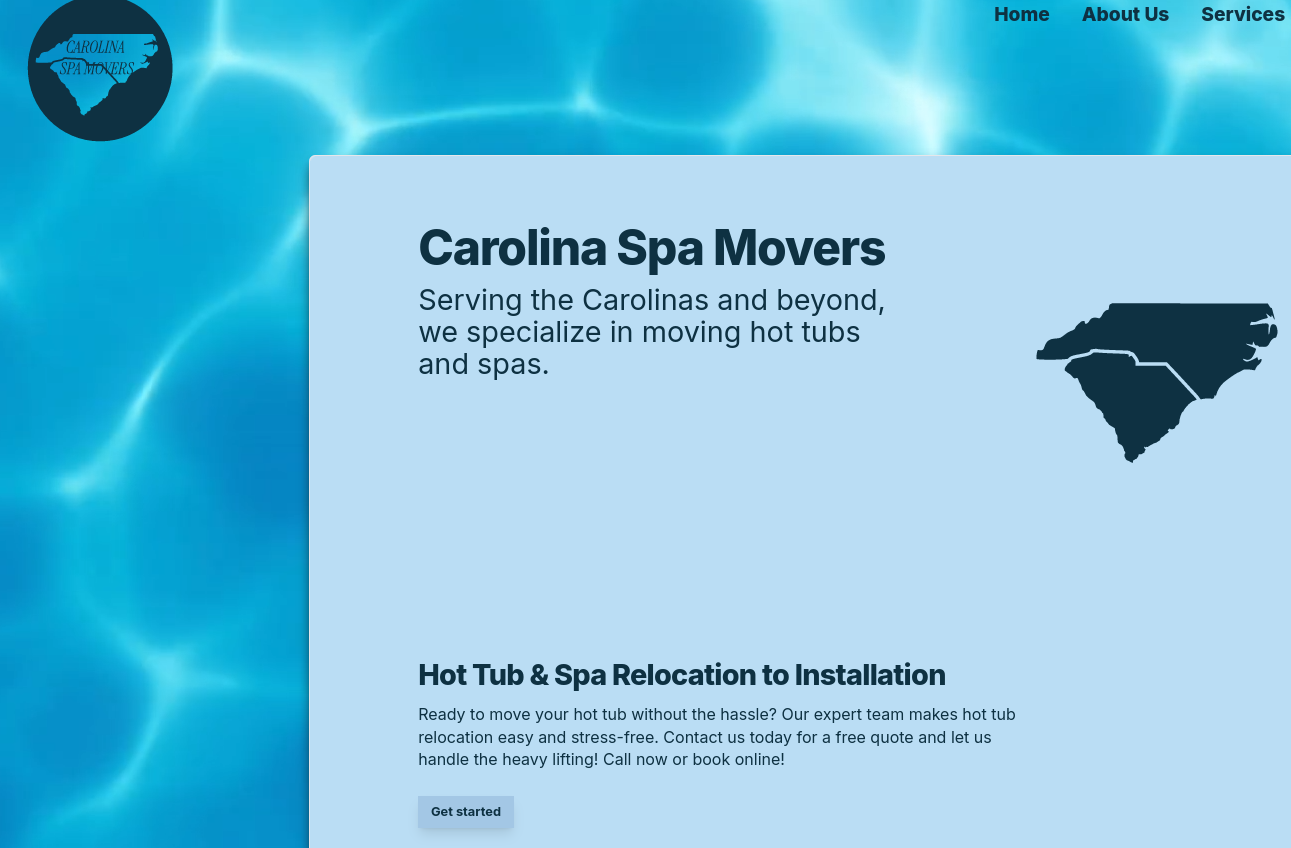 CAROLINA
SPA MOVERS
Home About Us Services
Carolina Spa Movers
Serving the Carolinas and beyond,
we specialize in moving hot tubs
and spas.
Hot Tub & Spa Relocation to Installation
Ready to move your hot tub without the hassle? Our expert team makes hot tub
relocation easy and stress-free. Contact us today for a free quote and let us
handle the heavy lifting! Call now or book online!
Get started